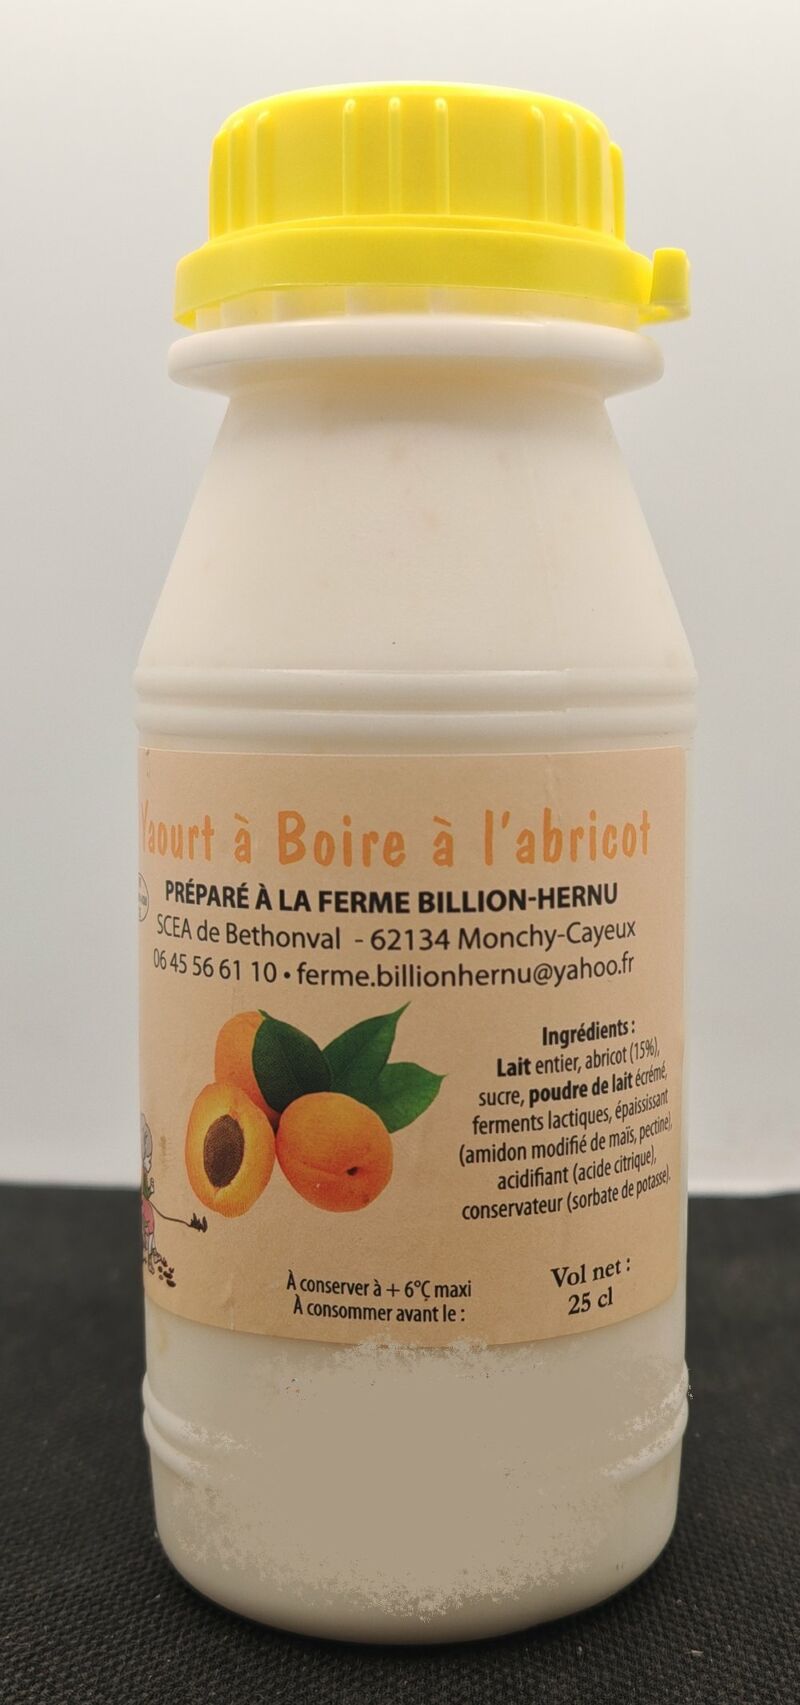 Yaourt à Boire à l'abricot
PRÉPARÉ À LA FERME BILLION-HERNU
SCEA de Bethonval - 62134 Monchy-Cayeux
06 45 56 61 10 • ferme.billionhernu@yahoo.fr
Ingrédients :
Lait entier, abricot (15%),
sucre, poudre de lait écrémé,
ferments lactiques, épaississant
(amidon modifié de maïs, pectine),
acidifiant (acide citrique),
conservateur (sorbate de potasse).
À conserver à + 6°C maxi
À consommer avant le :
Vol net :
25 cl